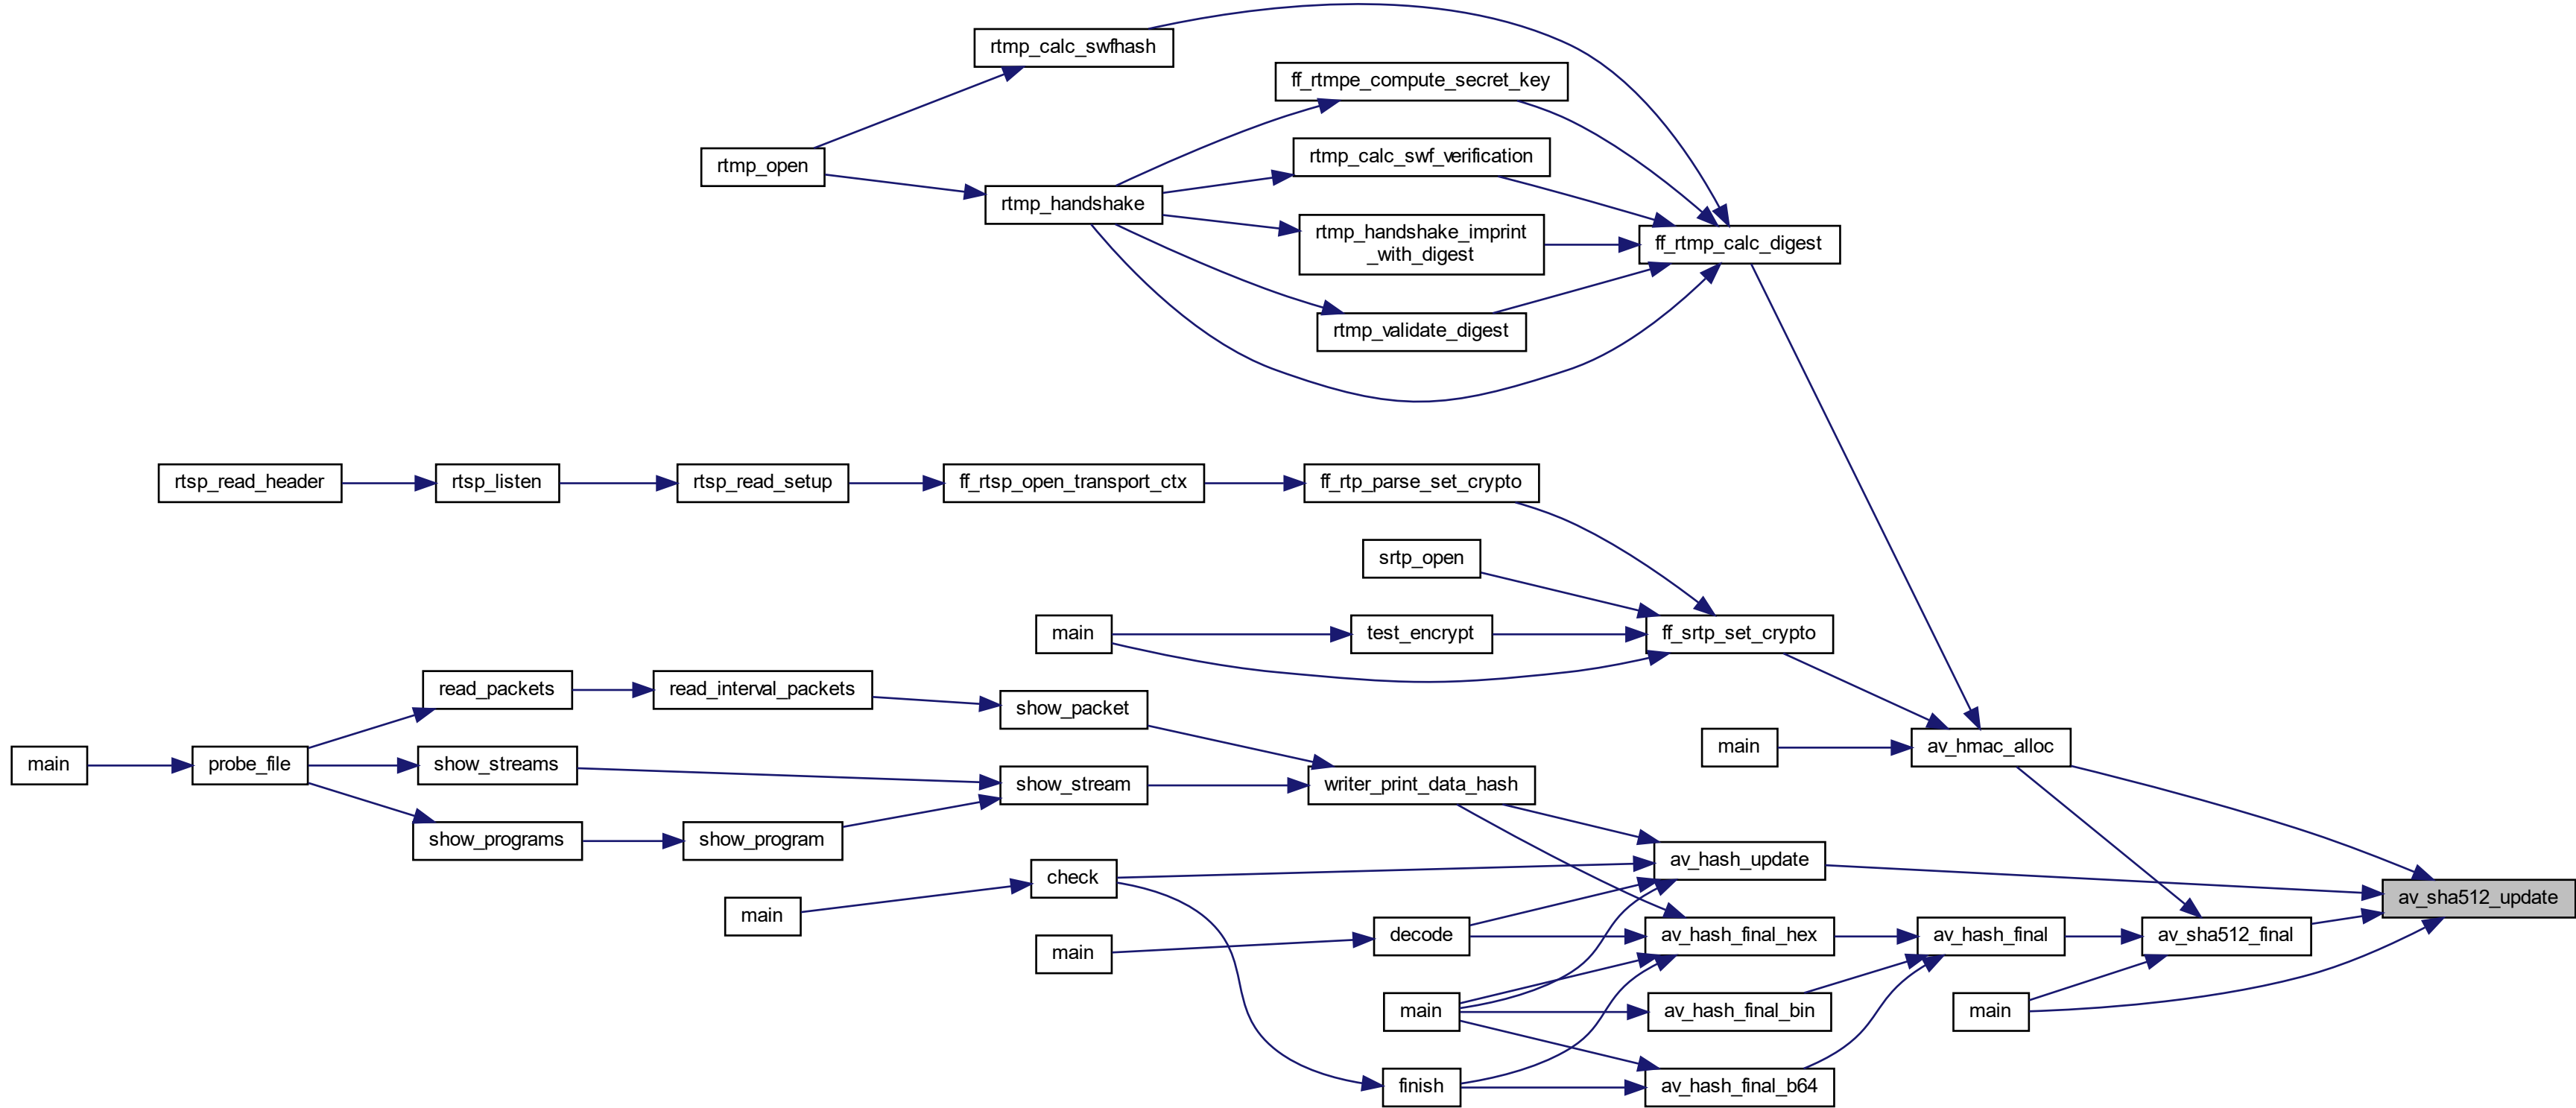 rtmp_calc_swfhash
ff_rtmpe_compute_secret_key
rtmp_calc_swf_verification
rtmp_open
rtmp_handshake
rtmp_handshake_imprint
_with_digest
ff_rtmp_calc_digest
rtmp_validate_digest
rtsp_read_header
rtsp_listen
rtsp_read_setup
ff_rtsp_open_transport_ctx
ff_rtp_parse_set_crypto
srtp_open
main
test_encrypt
ff_srtp_set_crypto
read_packets
read_interval_packets
show_packet
main
av_hmac_alloc
main
probe_file
show_streams
show_stream
writer_print_data_hash
show_programs
show_program
av_hash_update
check
av_sha512_update
main
decode
av_hash_final_hex
av_hash_final
av_sha512_final
main
main
av_hash_final_bin
main
finish
av_hash_final_b64